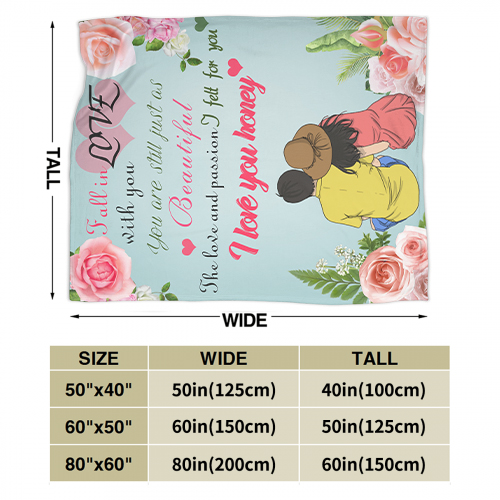 Fall in LOVE
with you
You are still just as
Beautiful
The love and passion I felt for you
I love you honey
TALL
WIDE
SIZE WIDE TALL
50"x40" 50in(125cm) 40in(100cm)
60"x50" 60in(150cm) 50in(125cm)
80"x60" 80in(200cm) 60in(150cm)